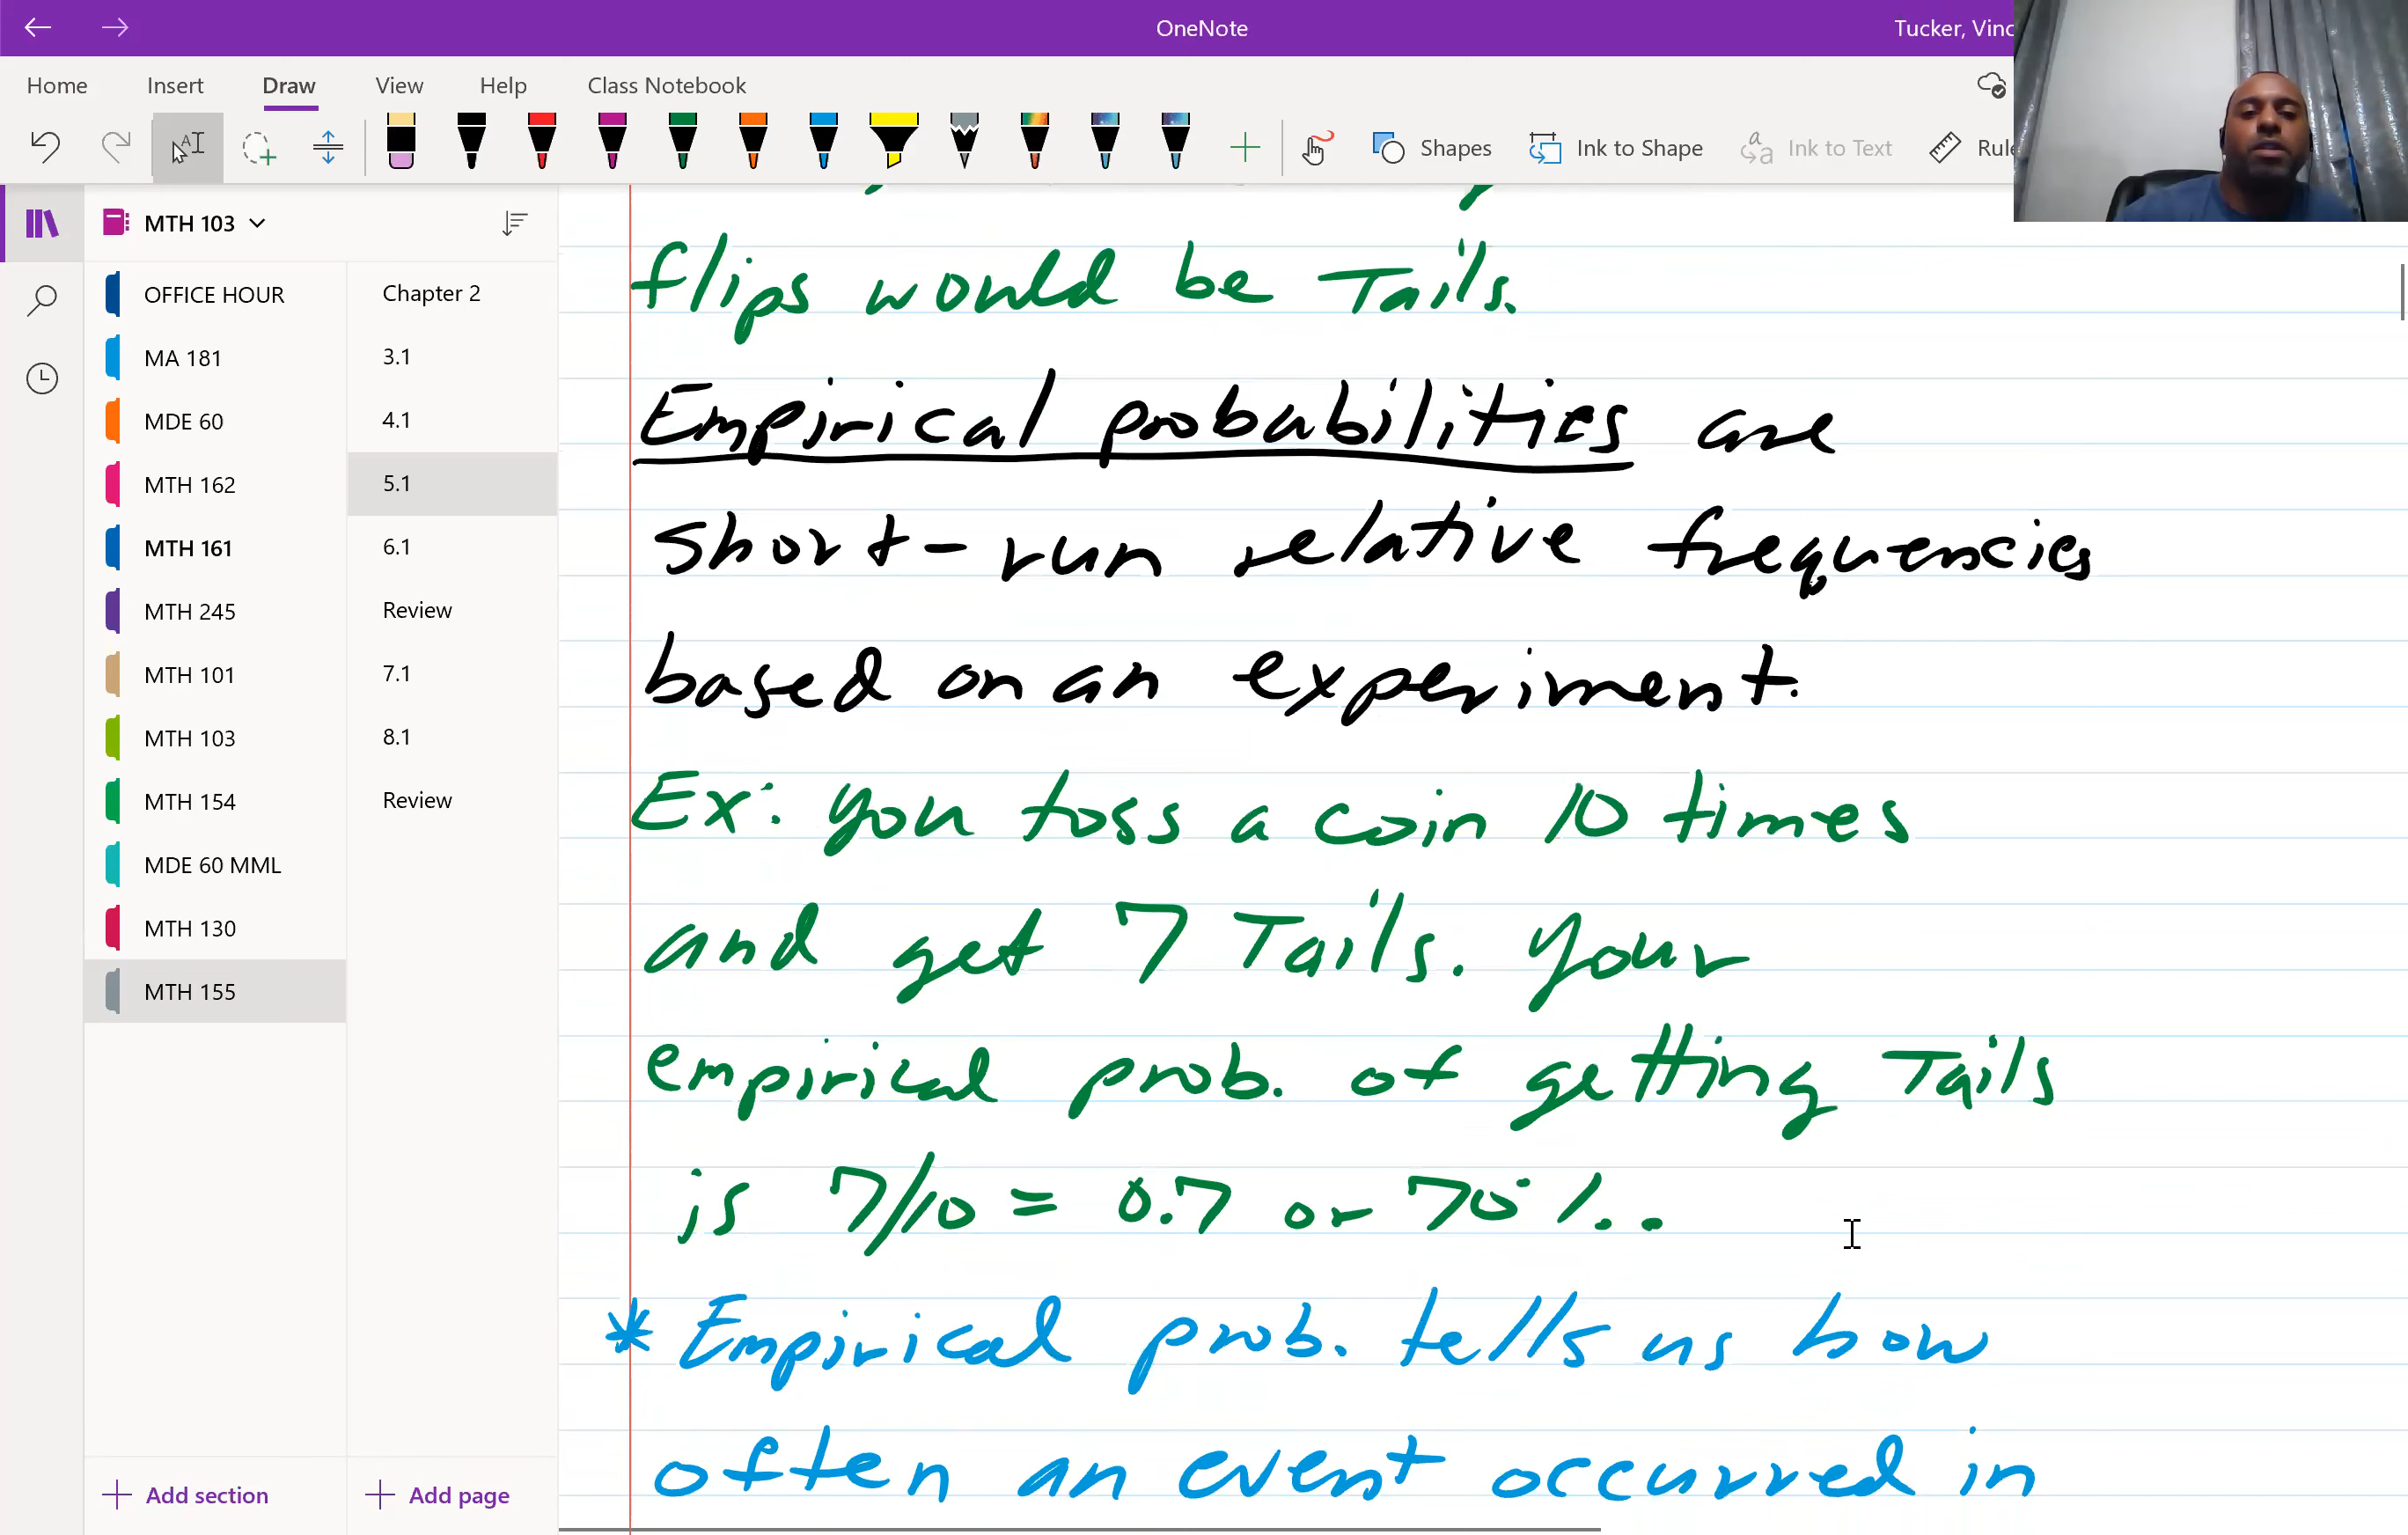 OneNote
Tucker, Vinc
Home Insert Draw View Help Class Notebook
Shapes Ink to Shape Ink to Text Rule
MTH 103
OFFICE HOUR
MA 181
MDE 60
MTH 162
MTH 161
MTH 245
MTH 101
MTH 103
MTH 154
MDE 60 MML
MTH 130
MTH 155
Add section
Chapter 2
3.1
4.1
5.1
6.1
Review
7.1
8.1
Review
Add page
flips would be Tails.
Empirical probabilities are
short-run relative frequencies
based on an experiment.
Ex: you toss a coin 10 times
and get 7 Tails. Your
empirical prob. of getting Tails
is 7/10 = 0.7 or 70%.
* Empirical prob. tells us how
often an event occurred in